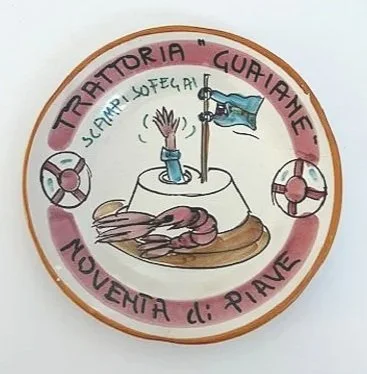 TRATTORIA "GUAIANE"
SCAMPI SOFEGAI
NOVENTA di PIAVE